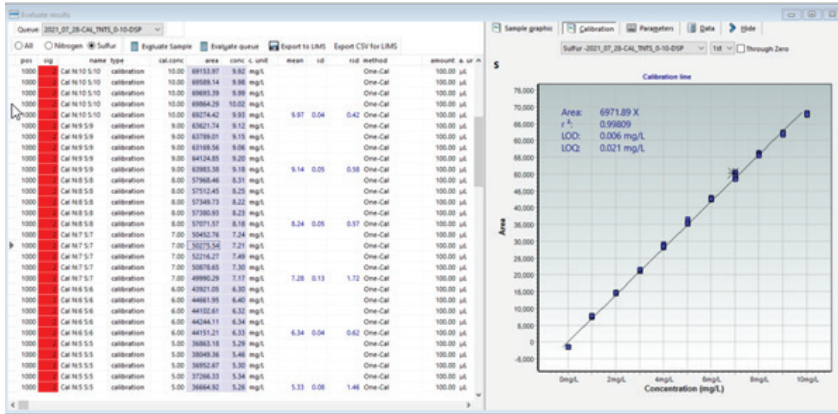 Evaluate results
Queue 2021_07_28-CAL_TNTS_0-10-DSP
All Nitrogen Sulfur Evaluate Sample Evaluate queue Export to LIMS Export CSV for LIMS
pos sig name type cal.conc area conc c. unit mean sd rsd method amount a. ur
1000 Cal N:10 S:10 calibration 10.00 69153.97 9.92 mg/L One-Cal 100.00 µL
1000 Cal N:10 S:10 calibration 10.00 69589.14 9.98 mg/L One-Cal 100.00 µL
1000 Cal N:10 S:10 calibration 10.00 69693.39 9.99 mg/L One-Cal 100.00 µL
1000 Cal N:10 S:10 calibration 10.00 69864.29 10.02 mg/L One-Cal 100.00 µL
1000 Cal N:10 S:10 calibration 10.00 69274.42 9.93 mg/L 9.97 0.04 0.42 One-Cal 100.00 µL
1000 Cal N:9 S:9 calibration 9.00 63621.74 9.12 mg/L One-Cal 100.00 µL
1000 Cal N:9 S:9 calibration 9.00 63789.01 9.15 mg/L One-Cal 100.00 µL
1000 Cal N:9 S:9 calibration 9.00 63169.56 9.06 mg/L One-Cal 100.00 µL
1000 Cal N:9 S:9 calibration 9.00 64124.85 9.20 mg/L One-Cal 100.00 µL
1000 Cal N:9 S:9 calibration 9.00 63983.38 9.18 mg/L 9.14 0.05 0.58 One-Cal 100.00 µL
1000 Cal N:8 S:8 calibration 8.00 57968.46 8.31 mg/L One-Cal 100.00 µL
1000 Cal N:8 S:8 calibration 8.00 57512.45 8.25 mg/L One-Cal 100.00 µL
1000 Cal N:8 S:8 calibration 8.00 57349.73 8.22 mg/L One-Cal 100.00 µL
1000 Cal N:8 S:8 calibration 8.00 57380.93 8.23 mg/L One-Cal 100.00 µL
1000 Cal N:8 S:8 calibration 8.00 57071.57 8.18 mg/L 8.24 0.05 0.57 One-Cal 100.00 µL
1000 Cal N:7 S:7 calibration 7.00 50452.76 7.24 mg/L One-Cal 100.00 µL
1000 Cal N:7 S:7 calibration 7.00 50275.54 7.21 mg/L One-Cal 100.00 µL
1000 Cal N:7 S:7 calibration 7.00 52216.27 7.49 mg/L One-Cal 100.00 µL
1000 Cal N:7 S:7 calibration 7.00 50878.65 7.30 mg/L One-Cal 100.00 µL
1000 Cal N:7 S:7 calibration 7.00 49990.29 7.17 mg/L 7.28 0.13 1.72 One-Cal 100.00 µL
1000 Cal N:6 S:6 calibration 6.00 43921.05 6.30 mg/L One-Cal 100.00 µL
1000 Cal N:6 S:6 calibration 6.00 44661.95 6.40 mg/L One-Cal 100.00 µL
1000 Cal N:6 S:6 calibration 6.00 44102.61 6.32 mg/L One-Cal 100.00 µL
1000 Cal N:6 S:6 calibration 6.00 44244.11 6.34 mg/L One-Cal 100.00 µL
1000 Cal N:6 S:6 calibration 6.00 44151.21 6.33 mg/L 6.34 0.04 0.62 One-Cal 100.00 µL
1000 Cal N:5 S:5 calibration 5.00 36863.18 5.29 mg/L One-Cal 100.00 µL
1000 Cal N:5 S:5 calibration 5.00 38049.36 5.46 mg/L One-Cal 100.00 µL
1000 Cal N:5 S:5 calibration 5.00 36952.67 5.30 mg/L One-Cal 100.00 µL
1000 Cal N:5 S:5 calibration 5.00 37266.33 5.34 mg/L One-Cal 100.00 µL
1000 Cal N:5 S:5 calibration 5.00 36664.92 5.26 mg/L 5.33 0.08 1.46 One-Cal 100.00 µL
Sample graphic Calibration Parameters Data Hide
Sulfur -2021_07_28-CAL_TNTS_0-10-DSP 1st Through Zero
S
Calibration line
Area: 6971.89 X
r ²: 0.99809
LOD: 0.006 mg/L
LOQ: 0.021 mg/L
Area
76,000
70,000
66,000
60,000
56,000
46,000
40,000
36,000
30,000
26,000
20,000
16,000
10,000
6,000
0
-6,000
0mg/L 2mg/L 4mg/L 6mg/L 8mg/L 10mg/L
Concentration (mg/L)